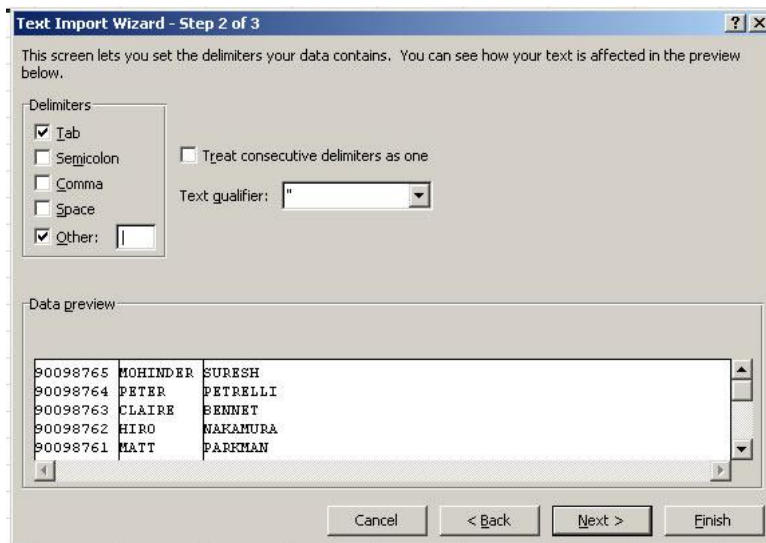 Text Import Wizard - Step 2 of 3
This screen lets you set the delimiters your data contains. You can see how your text is affected in the preview
below.
Delimiters
Tab
Semicolon
Comma
Space
Other: |
Treat consecutive delimiters as one
Text qualifier: "
Data preview
90098765 MOHINDER SURESH
90098764 PETER PETRELLI
90098763 CLAIRE BENNET
90098762 HIRO NAKAMURA
90098761 MATT PARKMAN
Cancel < Back Next > Finish